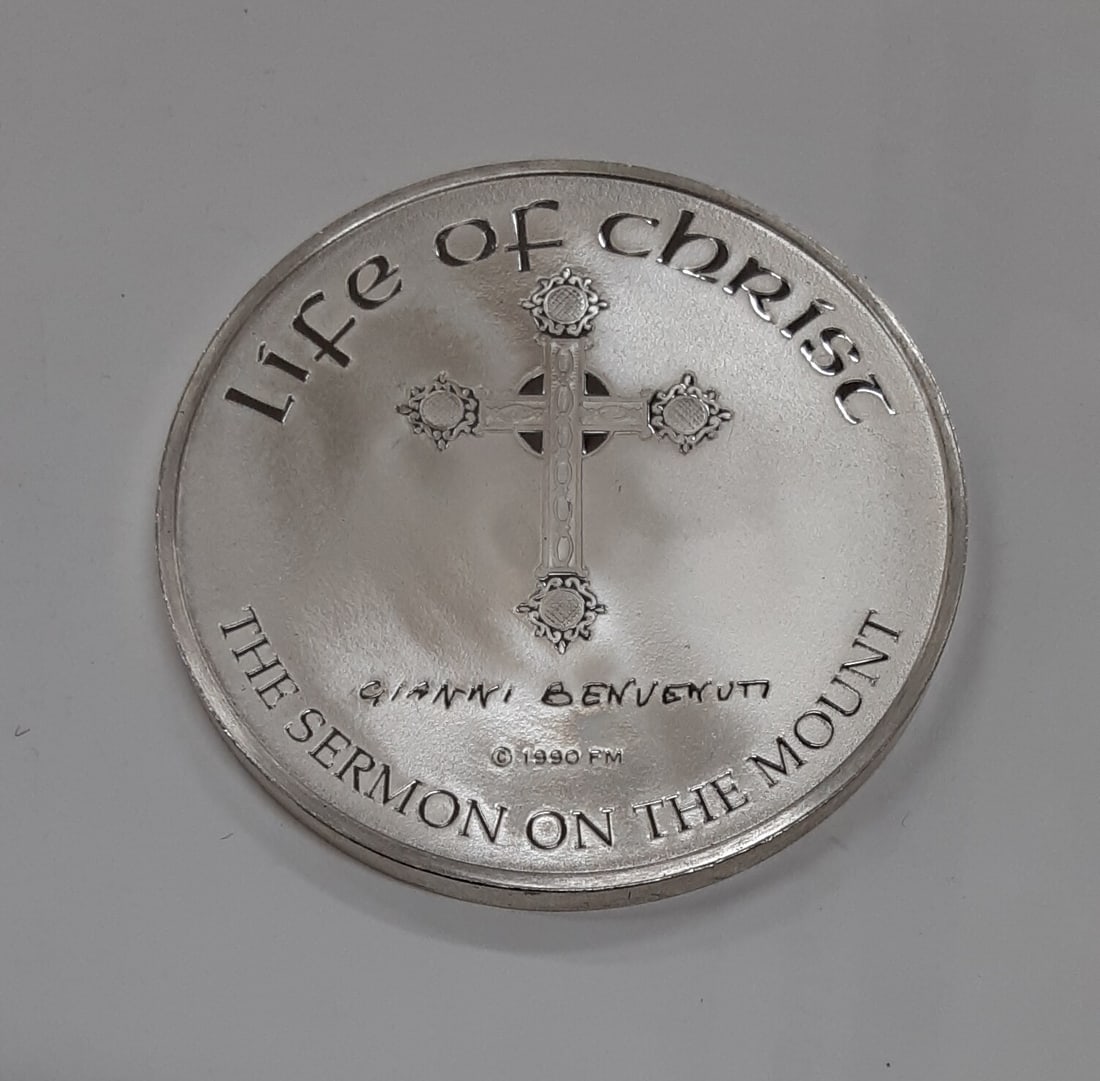 Life of Christ
GIANNI BENVENUTI
© 1990 FM
THE SERMON ON THE MOUNT